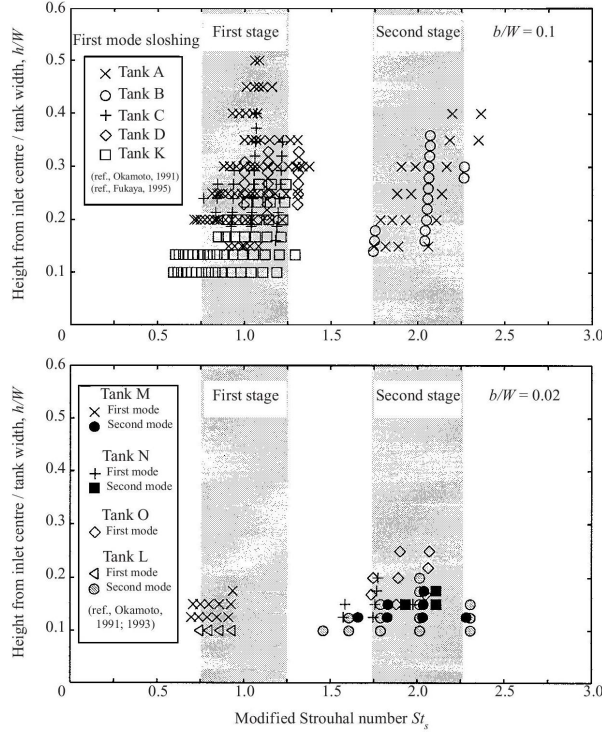 0.6
0.5
0.4
0.3
0.2
0.1
Height from inlet centre / tank width, h/W
First mode sloshing
Tank A
Tank B
Tank C
Tank D
Tank K
(ref., Okamoto, 1991)
(ref., Fukaya, 1995)
First stage
Second stage
b/W = 0.1
0 0.5 1.0 1.5 2.0 2.5 3.0
0.6
0.5
0.4
0.3
0.2
0.1
Height from inlet centre / tank width, h/W
Tank M
First mode
Second mode
Tank N
First mode
Second mode
Tank O
First mode
Tank L
First mode
Second mode
(ref., Okamoto,
1991; 1993)
First stage
Second stage
b/W = 0.02
0 0.5 1.0 1.5 2.0 2.5 3.0
Modified Strouhal number Sts